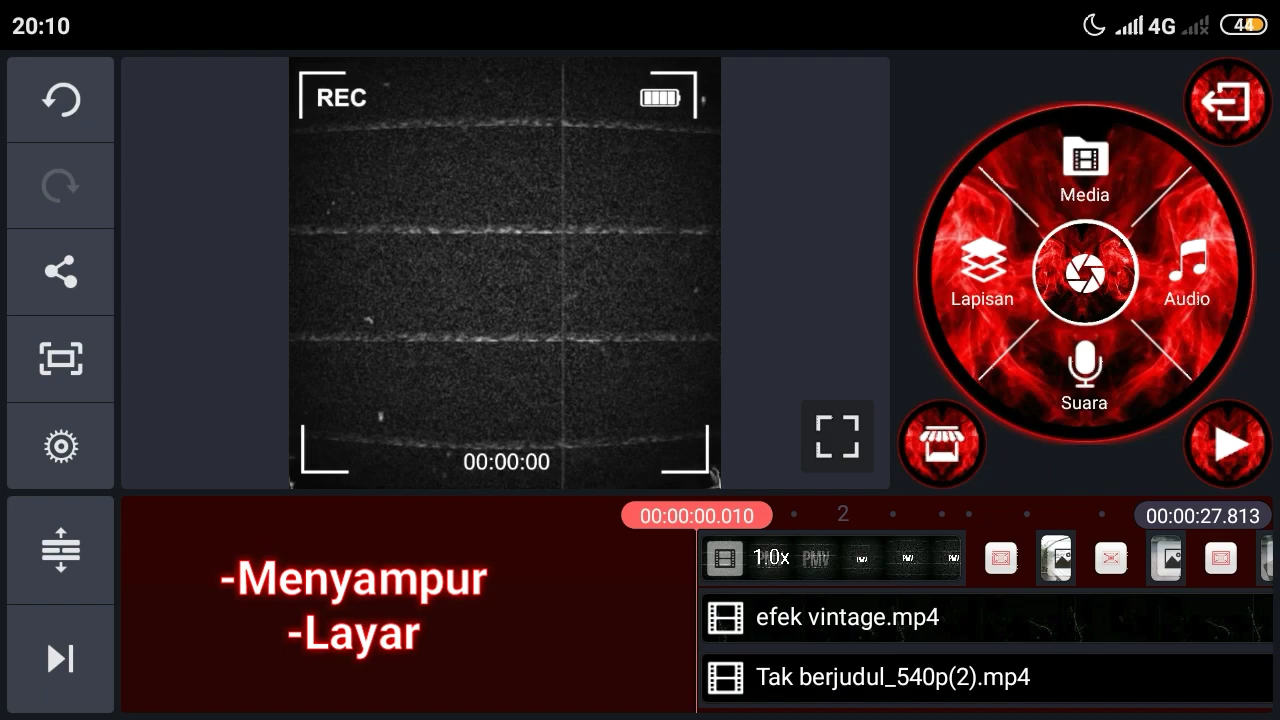 20:10
4G
44
REC
00:00:00
Media
Lapisan
Audio
Suara
00:00:00.010
2
00:00:27.813
1.0x
PMV
-Menyampur
-Layar
efek vintage.mp4
Tak berjudul_540p(2).mp4